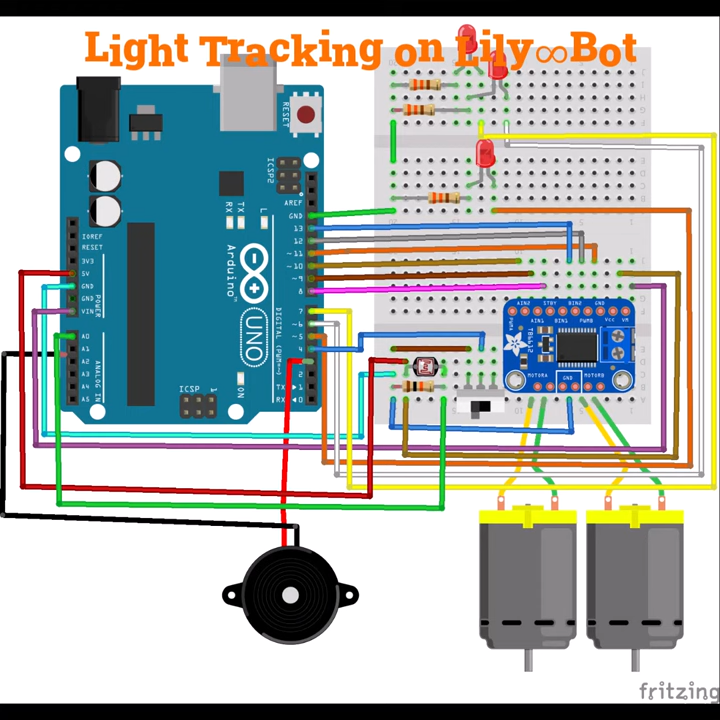 Light Tracking on Lily∞Bot
RESET
ICSP2
AREF
GND
13
12
~11
~10
~9
8
7
~6
~5
4
2
TX▸1
RX◂0
L
TX
RX
Arduino™
UNO
DIGITAL (PWM=~)
ON
ICSP
1
IOREF
RESET
3V3
5V
GND
GND
VIN
POWER
A0
A1
A2
A3
A4
A5
ANALOG IN
AIN2
STBY
BIN2
GND
PWMA
AIN1
BIN1
PWMB
Vcc
VM
TB6612
MOTORA
GND
MOTORB
fritzing